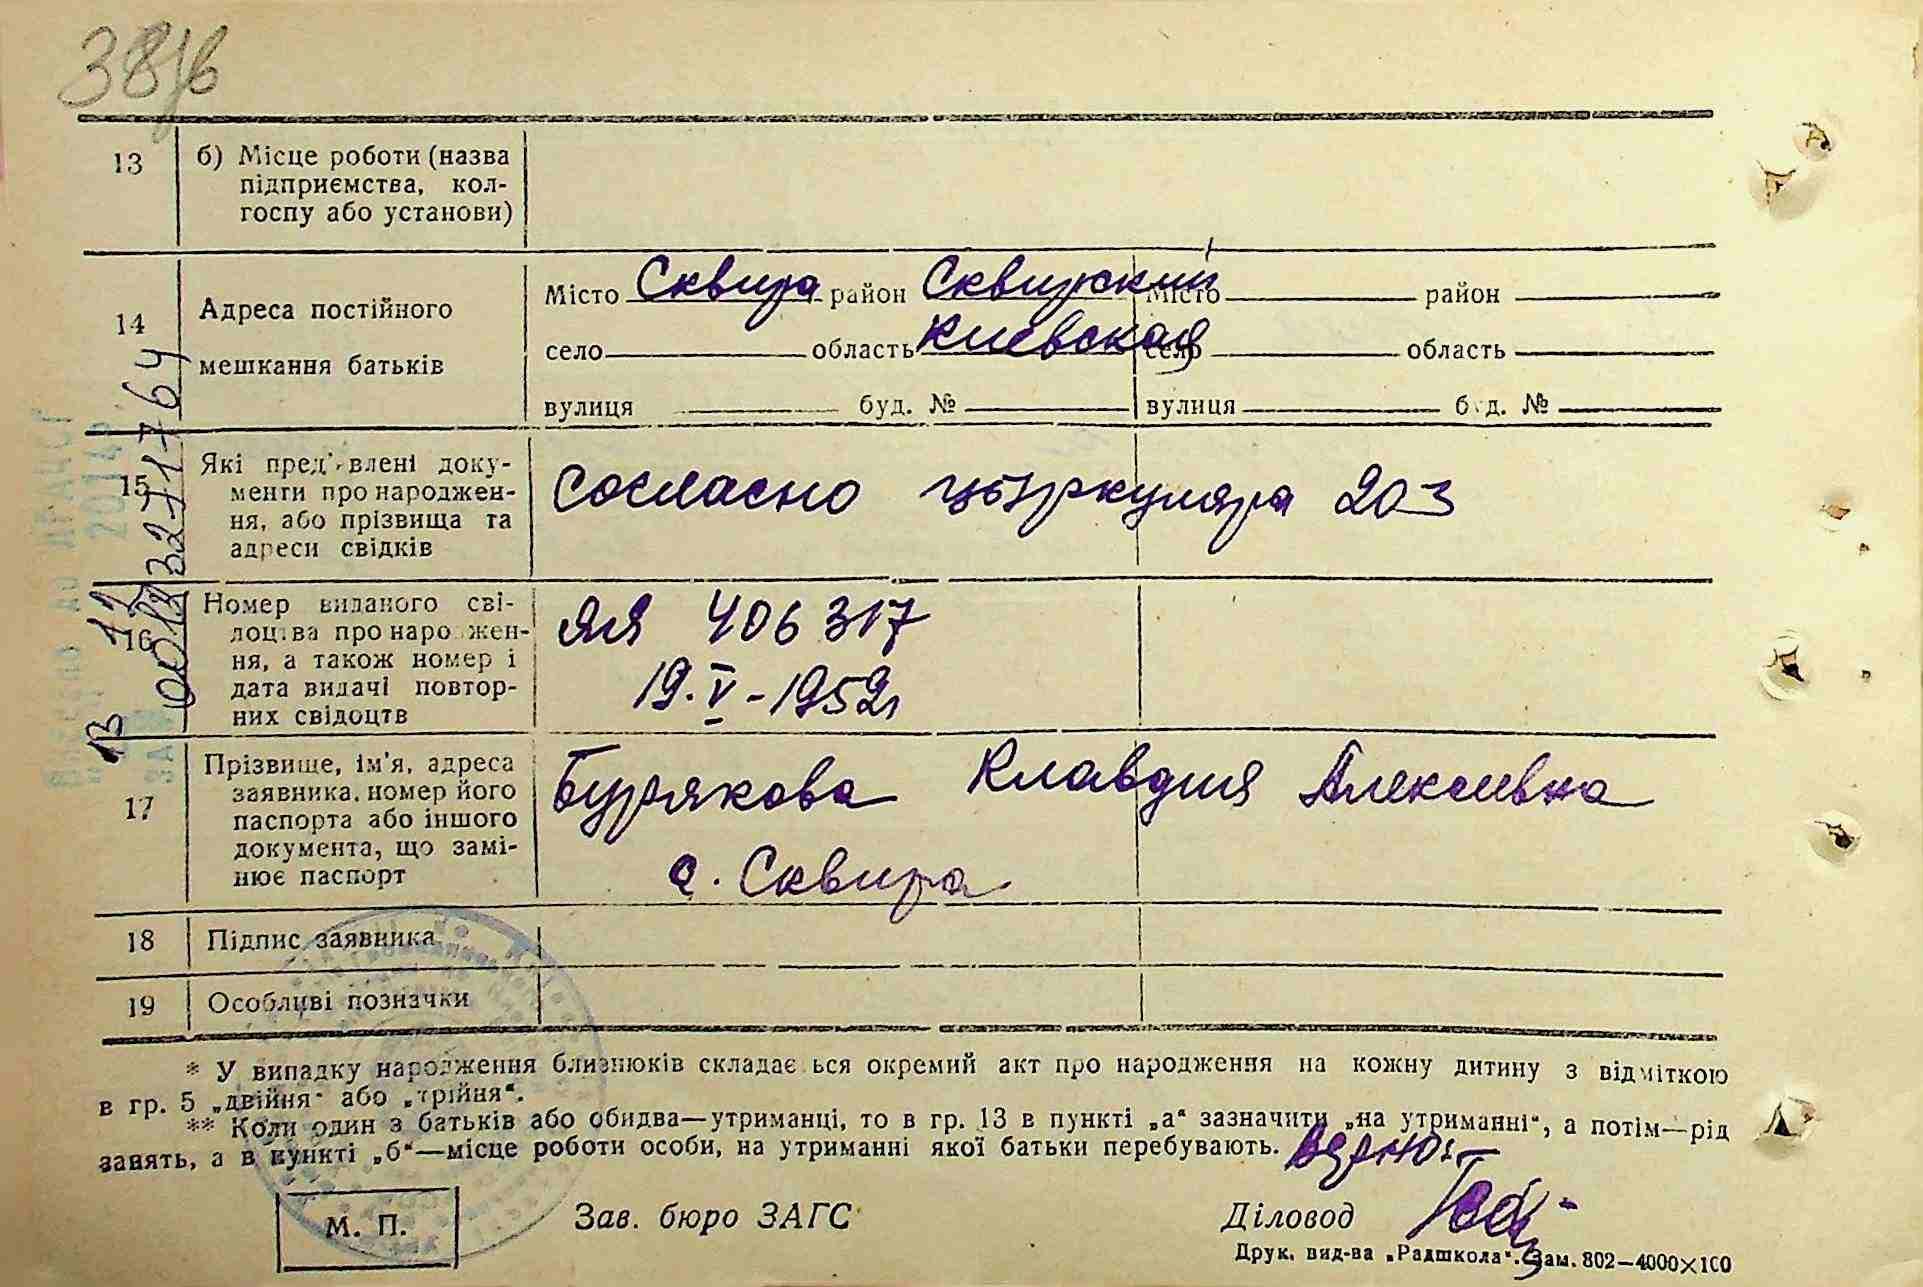 13 б) Місце роботи (назва
підприємства, кол-
госпу або установи)
14 Адреса постійного
мешкання батьків
Місто Сквира район Сквирский Місто район
село область Киевская село область
вулиця буд. № вулиця буд. №
15 Які пред'явлені доку-
менти про народжен-
ня, або прізвища та
адреси свідків
Согласно цыркуляра 203
16 Номер виданого сві-
доцтва про народжен-
ня, а також номер і
дата видачі повтор-
них свідоцтв
ЯЯ 406317
19.V-1952г
17 Прізвище, ім'я, адреса
заявника, номер його
паспорта або іншого
документа, що замі-
нює паспорт
Бурякова Клавдия Алексеевна
г. Сквира
18 Підпис заявника
19 Особливі позначки
* У випадку народження близнюків складається окремий акт про народження на кожну дитину з відміткою
в гр. 5 „двійня“ або „трійня“.
** Коли один з батьків або обидва—утриманці, то в гр. 13 в пункті „а“ зазначити „на утриманні“, а потім—рід
занять, а в пункті „б“—місце роботи особи, на утриманні якої батьки перебувають. Верно:
М. П. Зав. бюро ЗАГС Діловод
Друк. вид-ва „Радшкола“. Зам. 802—4000×100